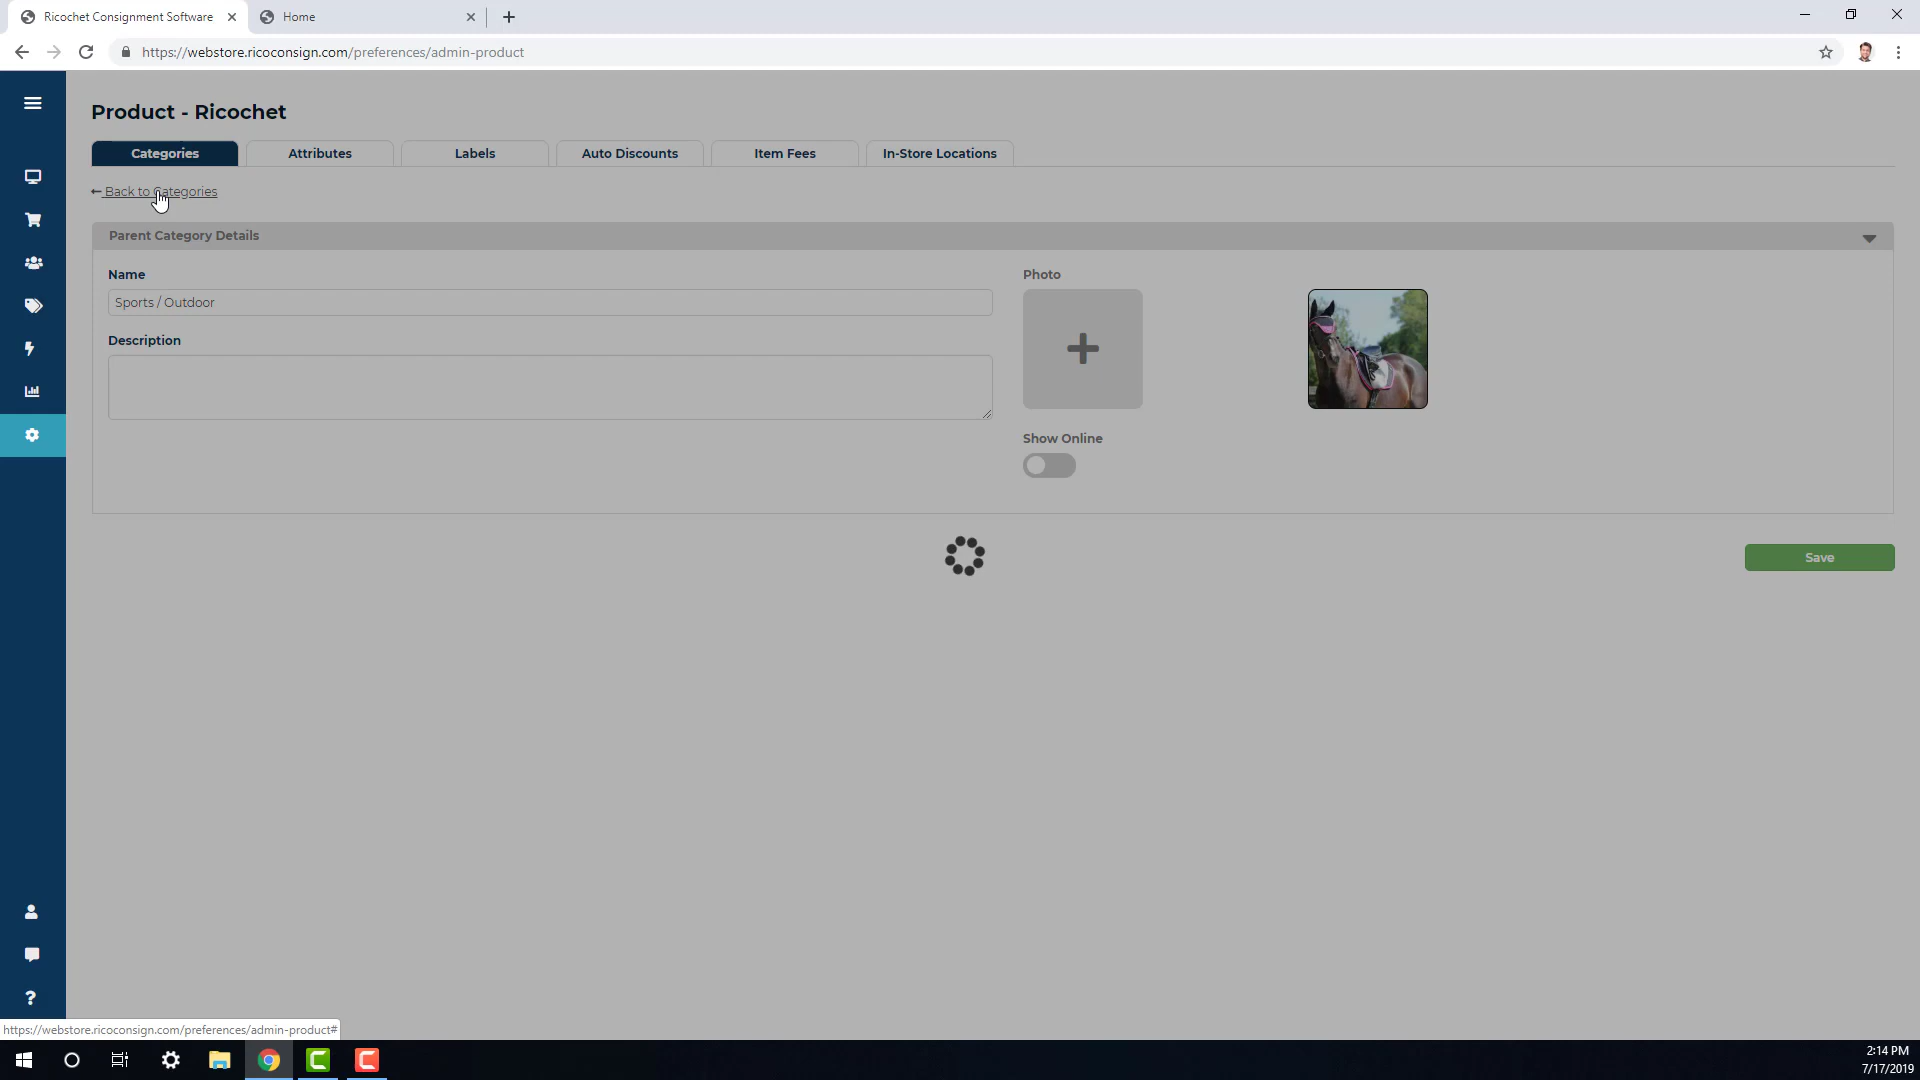 Ricochet Consignment Software
Home
https://webstore.ricoconsign.com/preferences/admin-product
Product - Ricochet
Categories
Attributes
Labels
Auto Discounts
Item Fees
In-Store Locations
Back to Categories
Parent Category Details
Name
Photo
Sports / Outdoor
Description
Show Online
Save
https://webstore.ricoconsign.com/preferences/admin-product#
2:14 PM
7/17/2019